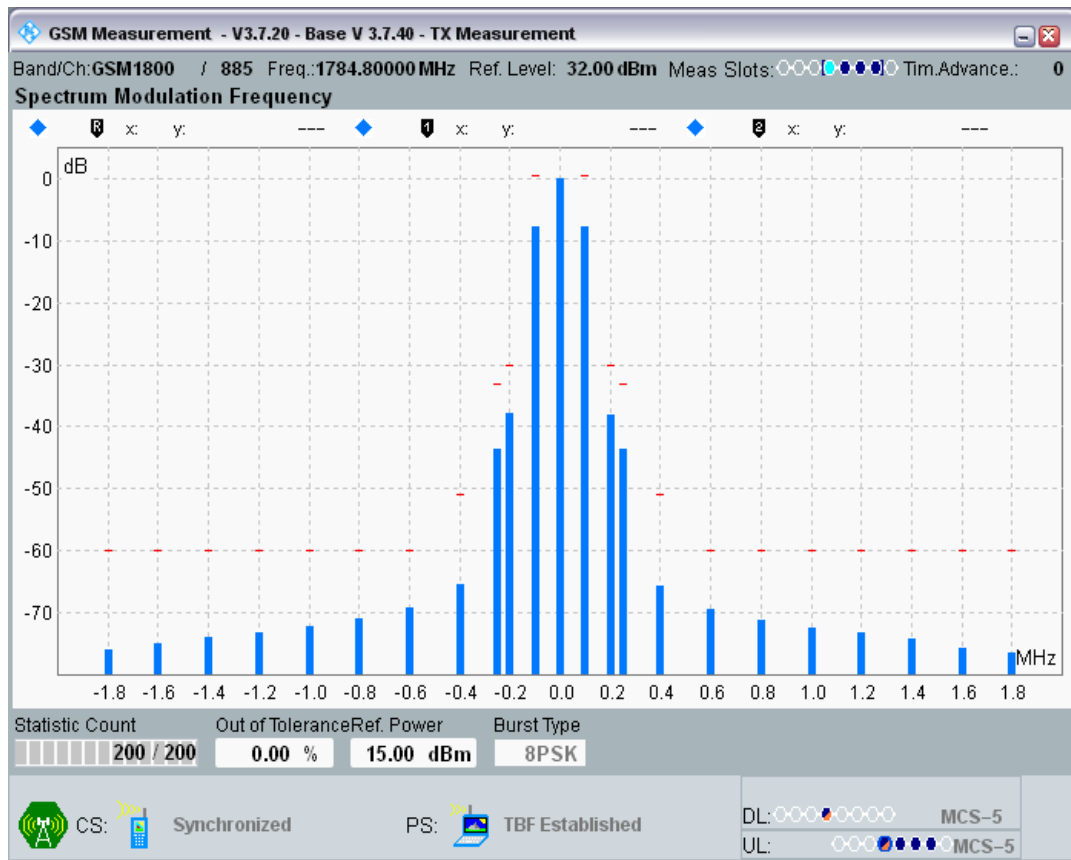 GSM Measurement - V3.7.20 - Base V 3.7.40 - TX Measurement
Band/Ch:GSM1800 / 885 Freq.:1784.80000 MHz Ref. Level: 32.00 dBm Meas Slots: Tim.Advance.: 0
Spectrum Modulation Frequency
R x: y: --- 1 x: y: --- 2 x: y: ---
dB
0
-10
-20
-30
-40
-50
-60
-70
MHz
-1.8 -1.6 -1.4 -1.2 -1.0 -0.8 -0.6 -0.4 -0.2 0.0 0.2 0.4 0.6 0.8 1.0 1.2 1.4 1.6 1.8
Statistic Count Out of Tolerance Ref. Power Burst Type
200 / 200 0.00 % 15.00 dBm 8PSK
CS: Synchronized PS: TBF Established
DL: MCS-5
UL: MCS-5